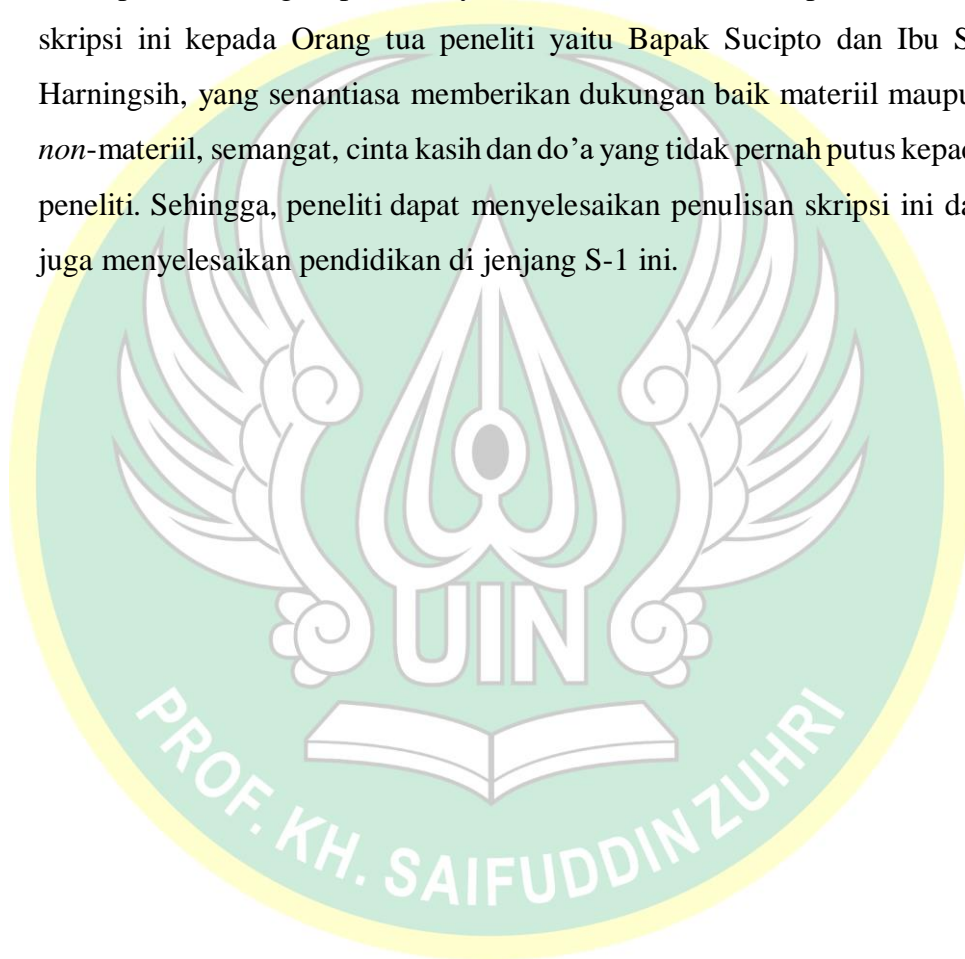 skripsi ini kepada Orang tua peneliti yaitu Bapak Sucipto dan Ibu S
Harningsih, yang senantiasa memberikan dukungan baik materiil maupu
non-materiil, semangat, cinta kasih dan do’a yang tidak pernah putus kepad
peneliti. Sehingga, peneliti dapat menyelesaikan penulisan skripsi ini da
juga menyelesaikan pendidikan di jenjang S-1 ini.
UIN
PROF. KH. SAIFUDDIN ZUHRI